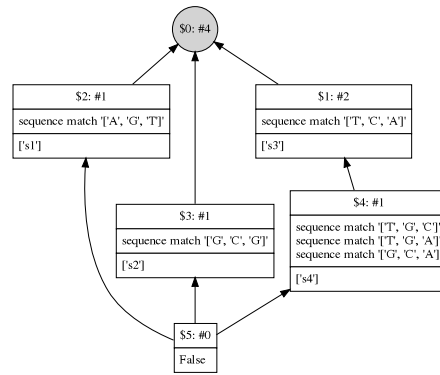 $0: #4
$2: #1
sequence match '['A', 'G', 'T']'
['s1']
$1: #2
sequence match '['T', 'C', 'A']'
['s3']
$3: #1
sequence match '['G', 'C', 'G']'
['s2']
$4: #1
sequence match '['T', 'G', 'C']'
sequence match '['T', 'G', 'A']'
sequence match '['G', 'C', 'A']
['s4']
$5: #0
False